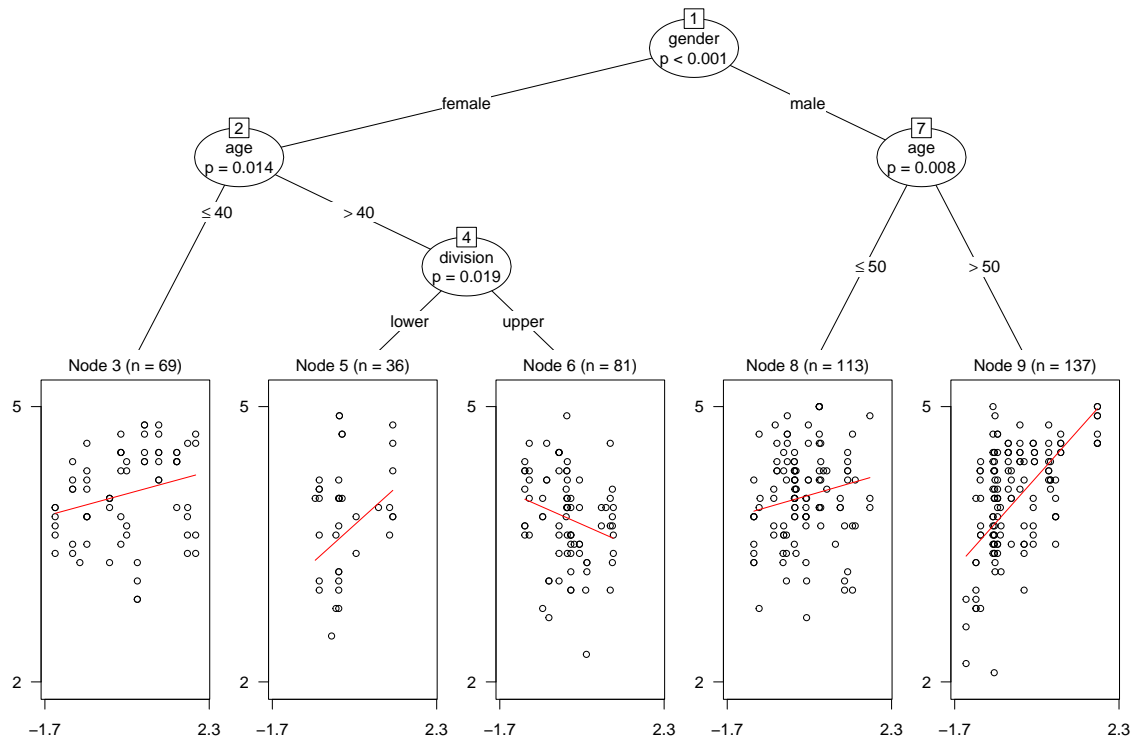 1
gender
p < 0.001
female
male
2
age
p = 0.014
7
age
p = 0.008
≤ 40
> 40
4
division
p = 0.019
≤ 50
> 50
lower
upper
Node 3 (n = 69)
Node 5 (n = 36)
Node 6 (n = 81)
Node 8 (n = 113)
Node 9 (n = 137)
5
5
5
5
5
2
2
2
2
2
−1.7
2.3
−1.7
2.3
−1.7
2.3
−1.7
2.3
−1.7
2.3